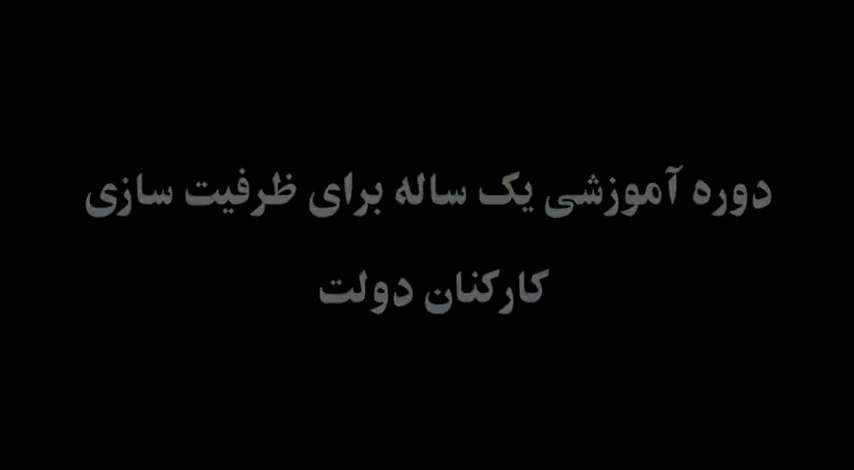 دوره آموزشی یک ساله برای ظرفیت سازی
کارکنان دولت